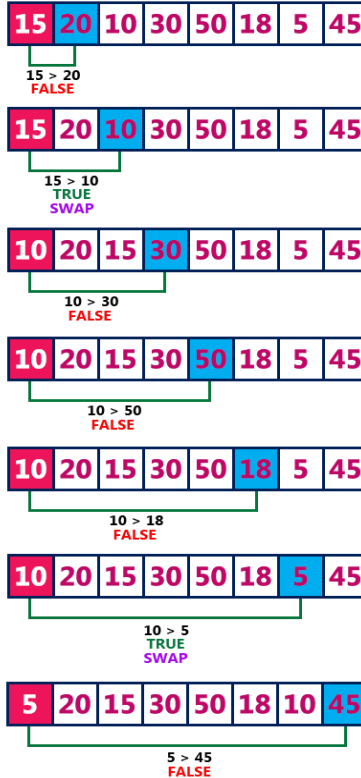 15 20 10 30 50 18 5 45
15 > 20
FALSE
15 20 10 30 50 18 5 45
15 > 10
TRUE
SWAP
10 20 15 30 50 18 5 45
10 > 30
FALSE
10 20 15 30 50 18 5 45
10 > 50
FALSE
10 20 15 30 50 18 5 45
10 > 18
FALSE
10 20 15 30 50 18 5 45
10 > 5
TRUE
SWAP
5 20 15 30 50 18 10 45
5 > 45
FALSE